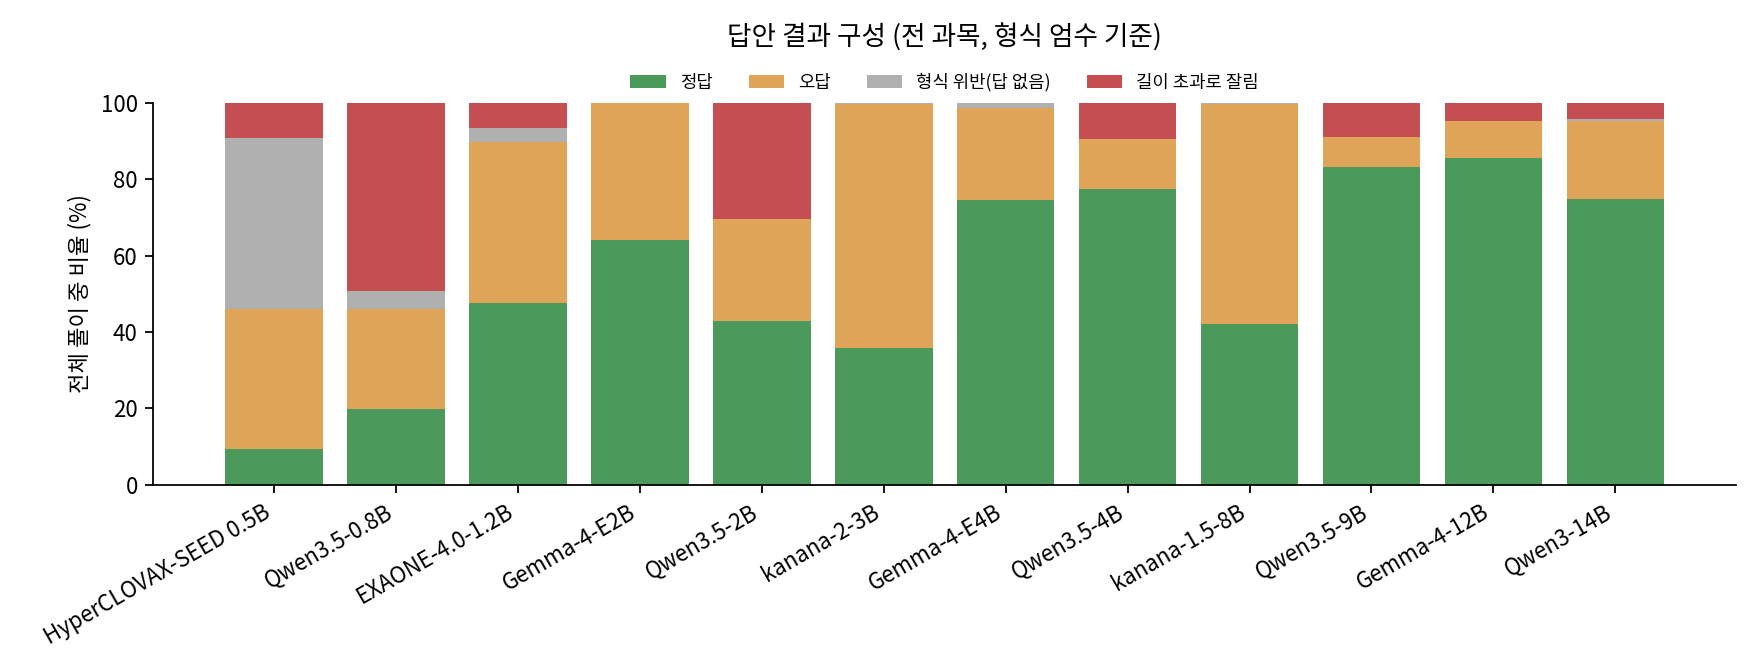 답안 결과 구성 (전 과목, 형식 엄수 기준)
정답 오답 형식 위반(답 없음) 길이 초과로 잘림
전체 풀이 중 비율 (%)
100
80
60
40
20
0
HyperCLOVAX-SEED 0.5B
Qwen3.5-0.8B
EXAONE-4.0-1.2B
Gemma-4-E2B
Qwen3.5-2B
kanana-2-3B
Gemma-4-E4B
Qwen3.5-4B
kanana-1.5-8B
Qwen3.5-9B
Gemma-4-12B
Qwen3-14B